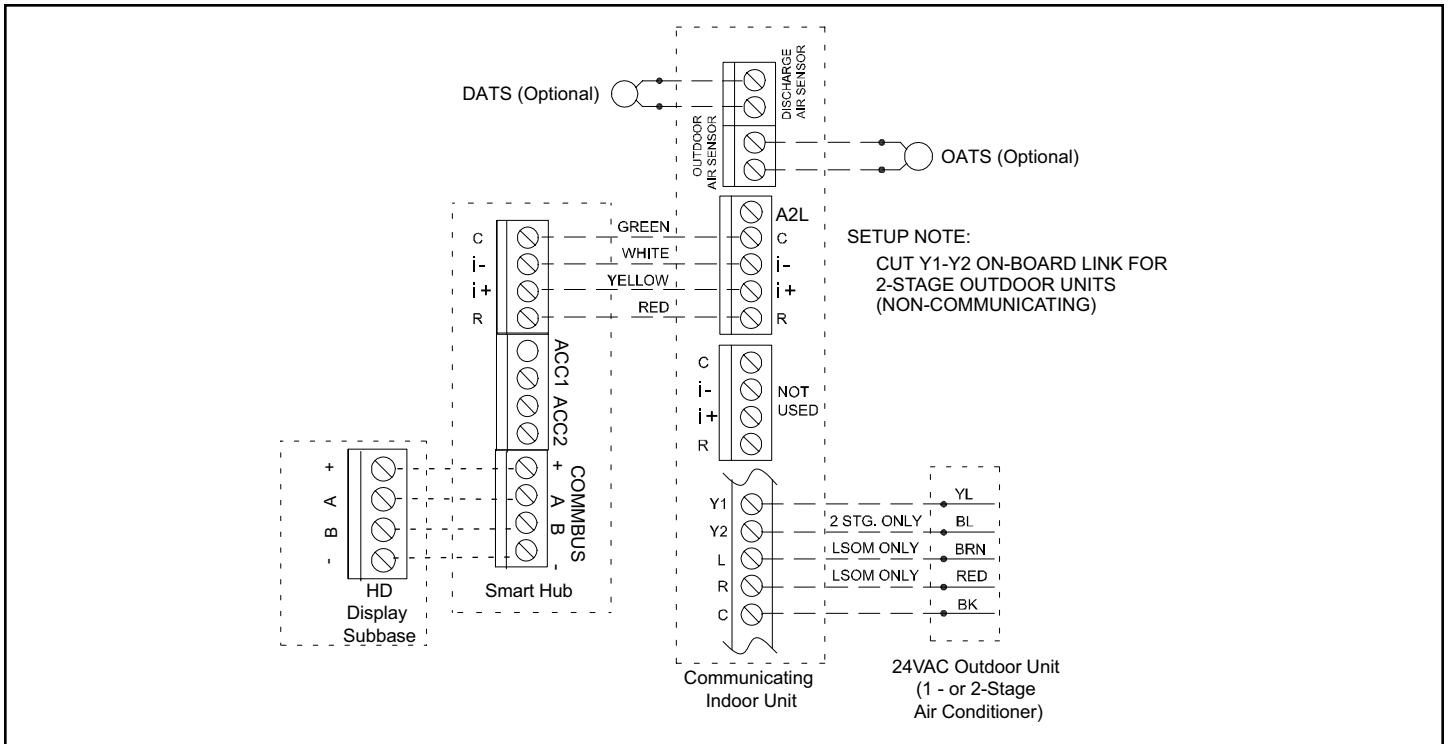 DATS (Optional)
DISCHARGE
AIR SENSOR
OUTDOOR
AIR SENSOR
OATS (Optional)
C
i-
i+
R
GREEN
WHITE
YELLOW
RED
A2L
C
i-
i+
R
SETUP NOTE:
CUT Y1-Y2 ON-BOARD LINK FOR
2-STAGE OUTDOOR UNITS
(NON-COMMUNICATING)
ACC1
ACC2
C
i-
i+
R
NOT
USED
+
A
B
-
+
A
B
-
COMMBUS
HD
Display
Subbase
Smart Hub
Y1
Y2
L
R
C
2 STG. ONLY
LSOM ONLY
LSOM ONLY
YL
BL
BRN
RED
BK
Communicating
Indoor Unit
24VAC Outdoor Unit
(1 - or 2-Stage
Air Conditioner)